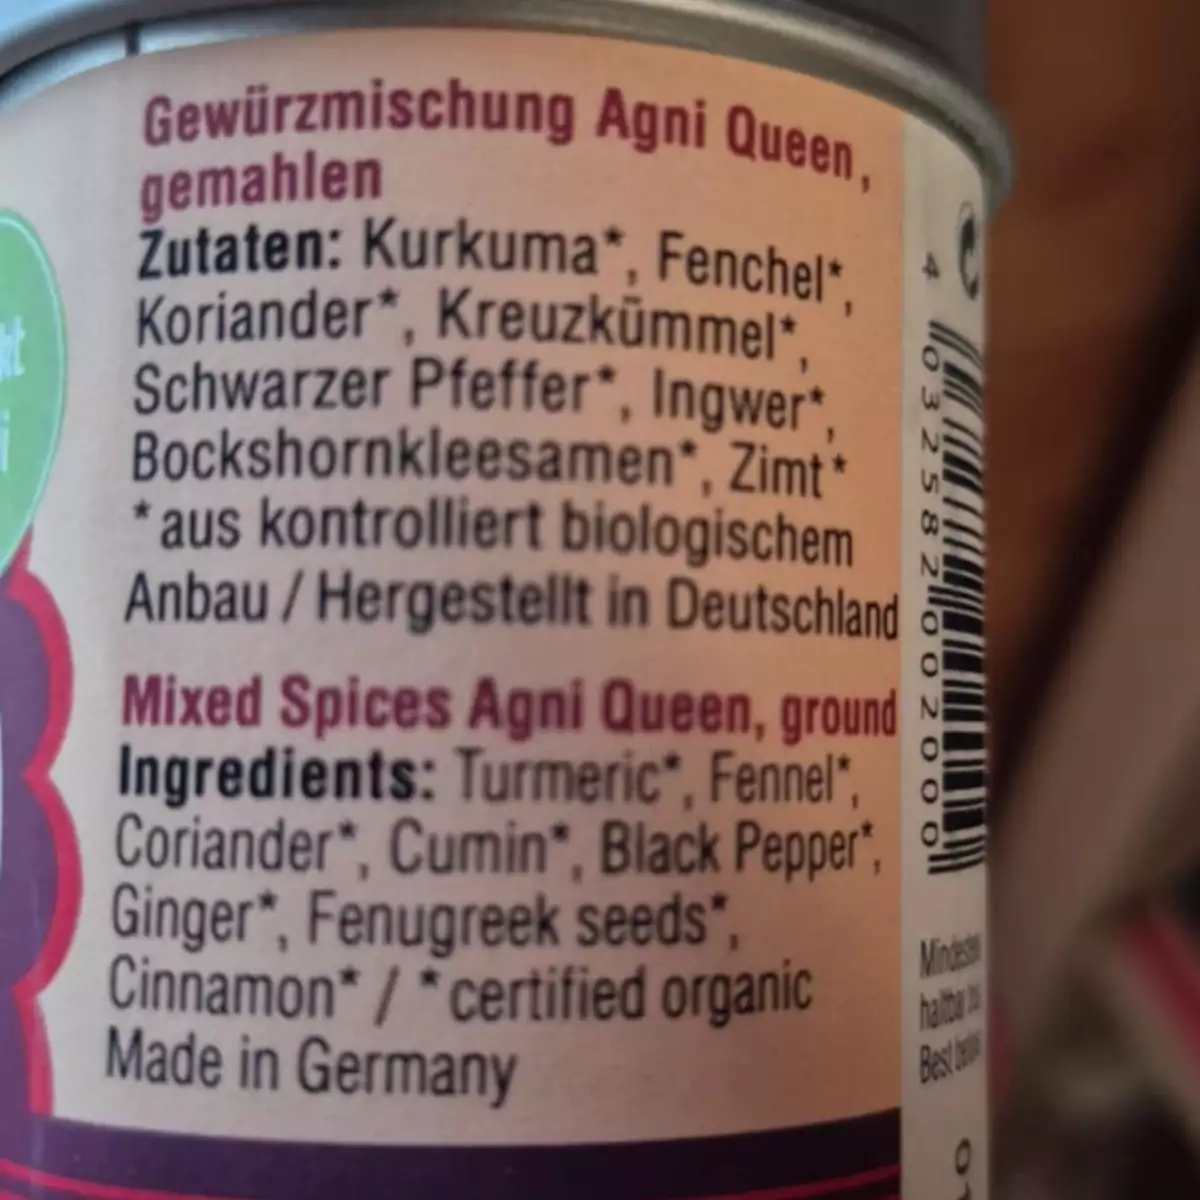 Gewürzmischung Agni Queen,
gemahlen
Zutaten: Kurkuma*, Fenchel*,
Koriander*, Kreuzkümmel*,
Schwarzer Pfeffer*, Ingwer*,
Bockshornkleesamen*, Zimt*
*aus kontrolliert biologischem
Anbau / Hergestellt in Deutschland
Mixed Spices Agni Queen, ground
Ingredients: Turmeric*, Fennel*,
Coriander*, Cumin*, Black Pepper*,
Ginger*, Fenugreek seeds*,
Cinnamon* / *certified organic
Made in Germany
4 032582 002000
haltbar
Best